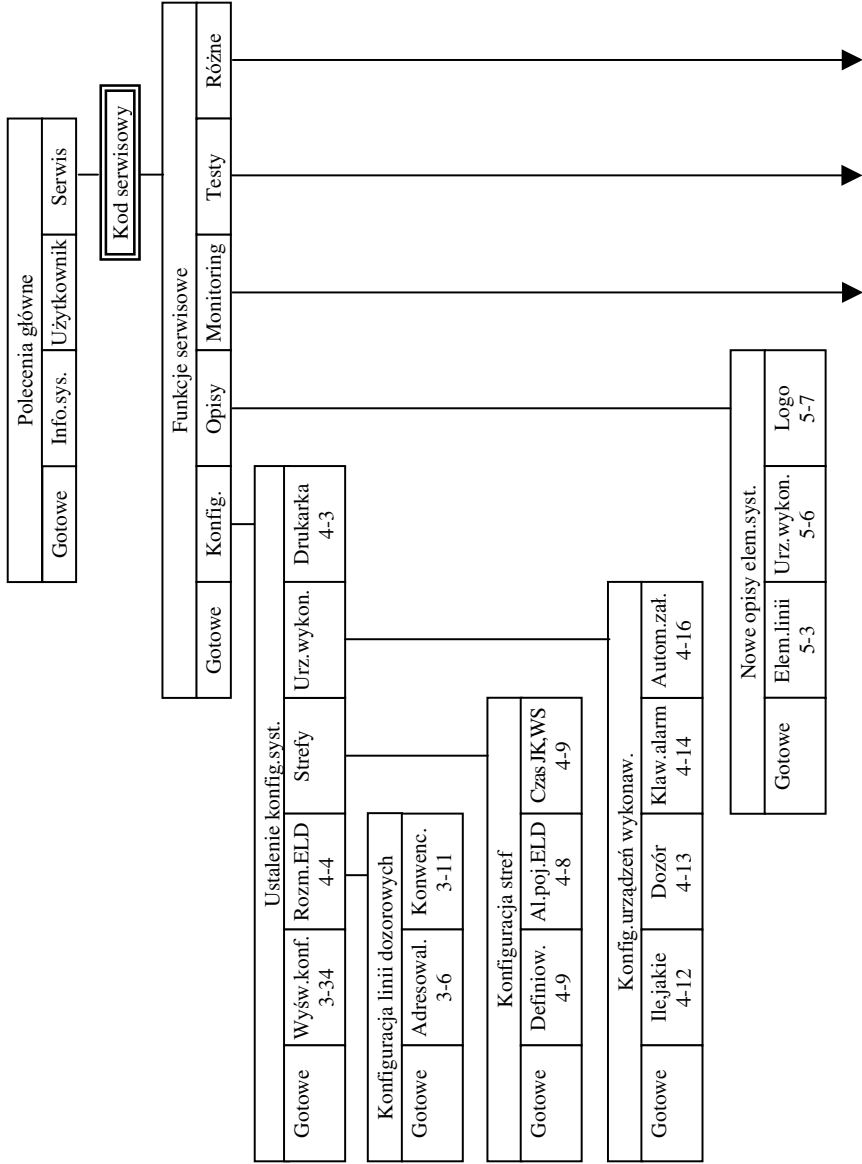 Polecenia główne
Gotowe
Info.sys.
Użytkownik
Serwis
Kod serwisowy
Funkcje serwisowe
Gotowe
Konfig.
Opisy
Monitoring
Testy
Różne
Ustalenie konfig.syst.
Gotowe
Wyśw.konf.
3-34
Rozm.ELD
4-4
Strefy
Urz.wykon.
Drukarka
4-3
Konfiguracja linii dozorowych
Gotowe
Adresowal.
3-6
Konwenc.
3-11
Konfiguracja stref
Gotowe
Definiow.
4-9
Al.poj.ELD
4-8
Czas JK,WS
4-9
Konfig.urządzeń wykonaw.
Gotowe
Ile,jakie
4-12
Dozór
4-13
Klaw.alarm
4-14
Autom.zał.
4-16
Nowe opisy elem.syst.
Gotowe
Elem.linii
5-3
Urz.wykon.
5-6
Logo
5-7